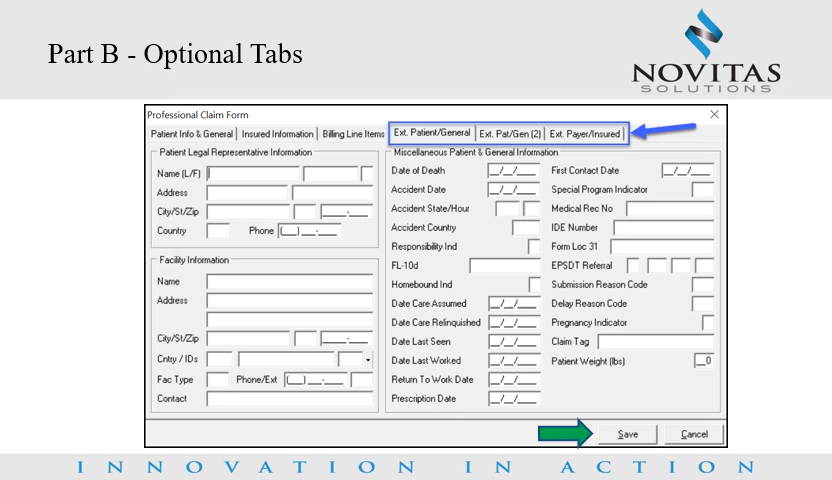 Part B - Optional Tabs
NOVITAS
SOLUTIONS
Professional Claim Form
Patient Info & General Insured Information Billing Line Items Ext. Patient/General Ext. Pat/Gen (2) Ext. Payer/Insured
Patient Legal Representative Information
Name (L/F)
Address
City/St/Zip
Country Phone
Facility Information
Name
Address
City/St/Zip
Cntry / IDs
Fac Type Phone/Ext
Contact
Miscellaneous Patient & General Information
Date of Death First Contact Date
Accident Date Special Program Indicator
Accident State/Hour Medical Rec No
Accident Country IDE Number
Responsibility Ind Form Loc 31
FL-10d EPSDT Referral
Homebound Ind Submission Reason Code
Date Care Assumed Delay Reason Code
Date Care Relinquished Pregnancy Indicator
Date Last Seen Claim Tag
Date Last Worked Patient Weight (lbs) __0
Return To Work Date
Prescription Date
Save Cancel
INNOVATION IN ACTION